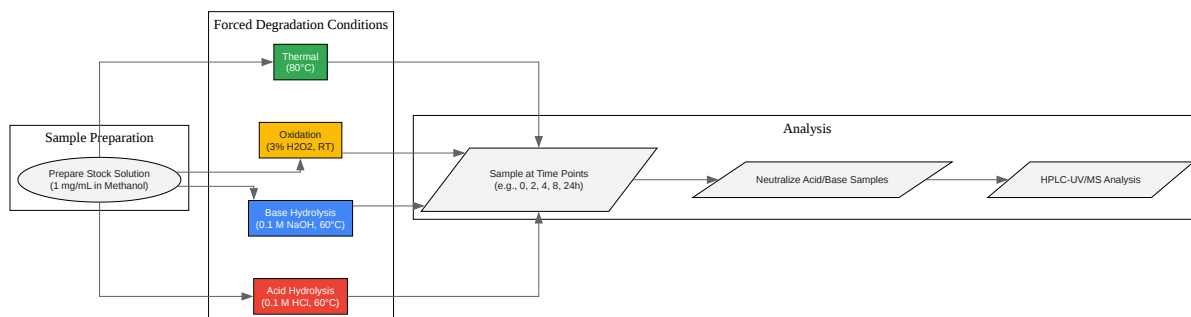 Forced Degradation Conditions
Thermal
(80°C)
Oxidation
(3% H2O2, RT)
Base Hydrolysis
(0.1 M NaOH, 60°C)
Acid Hydrolysis
(0.1 M HCl, 60°C)
Sample Preparation
Prepare Stock Solution
(1 mg/mL in Methanol)
Analysis
Sample at Time Points
(e.g., 0, 2, 4, 8, 24h)
Neutralize Acid/Base Samples
HPLC-UV/MS Analysis